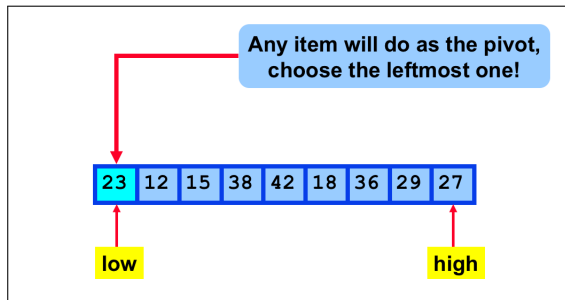 Any item will do as the pivot,
choose the leftmost one!
23 12 15 38 42 18 36 29 27
low high